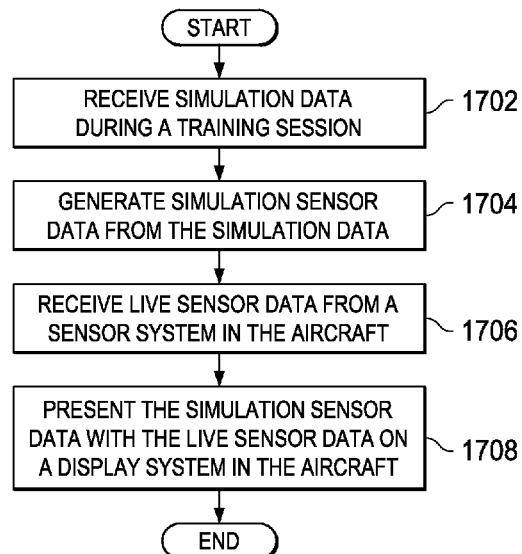 START
RECEIVE SIMULATION DATA
DURING A TRAINING SESSION
1702
GENERATE SIMULATION SENSOR
DATA FROM THE SIMULATION DATA
1704
RECEIVE LIVE SENSOR DATA FROM A
SENSOR SYSTEM IN THE AIRCRAFT
1706
PRESENT THE SIMULATION SENSOR
DATA WITH THE LIVE SENSOR DATA ON
A DISPLAY SYSTEM IN THE AIRCRAFT
1708
END